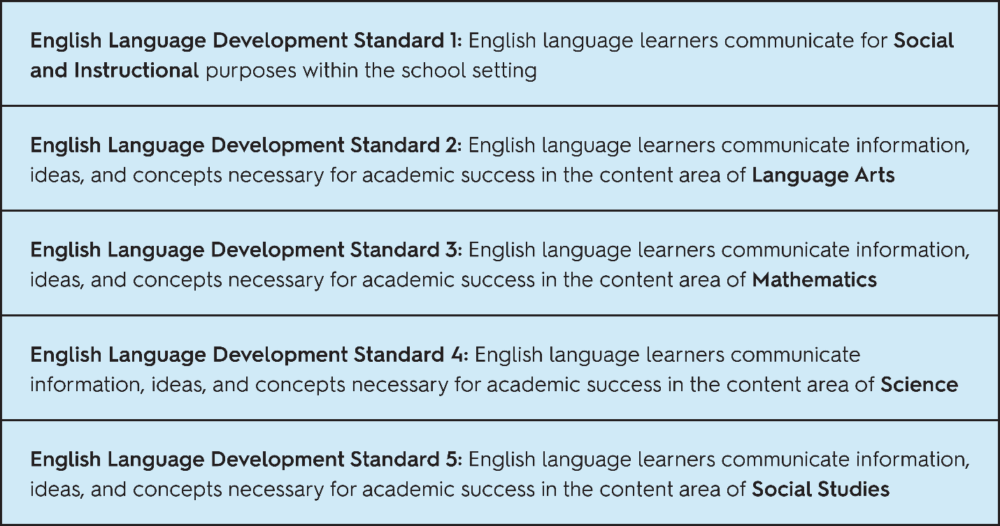 English Language Development Standard 1: English language learners communicate for Social
and Instructional purposes within the school setting
English Language Development Standard 2: English language learners communicate information,
ideas, and concepts necessary for academic success in the content area of Language Arts
English Language Development Standard 3: English language learners communicate information,
ideas, and concepts necessary for academic success in the content area of Mathematics
English Language Development Standard 4: English language learners communicate
information, ideas, and concepts necessary for academic success in the content area of Science
English Language Development Standard 5: English language learners communicate information,
ideas, and concepts necessary for academic success in the content area of Social Studies